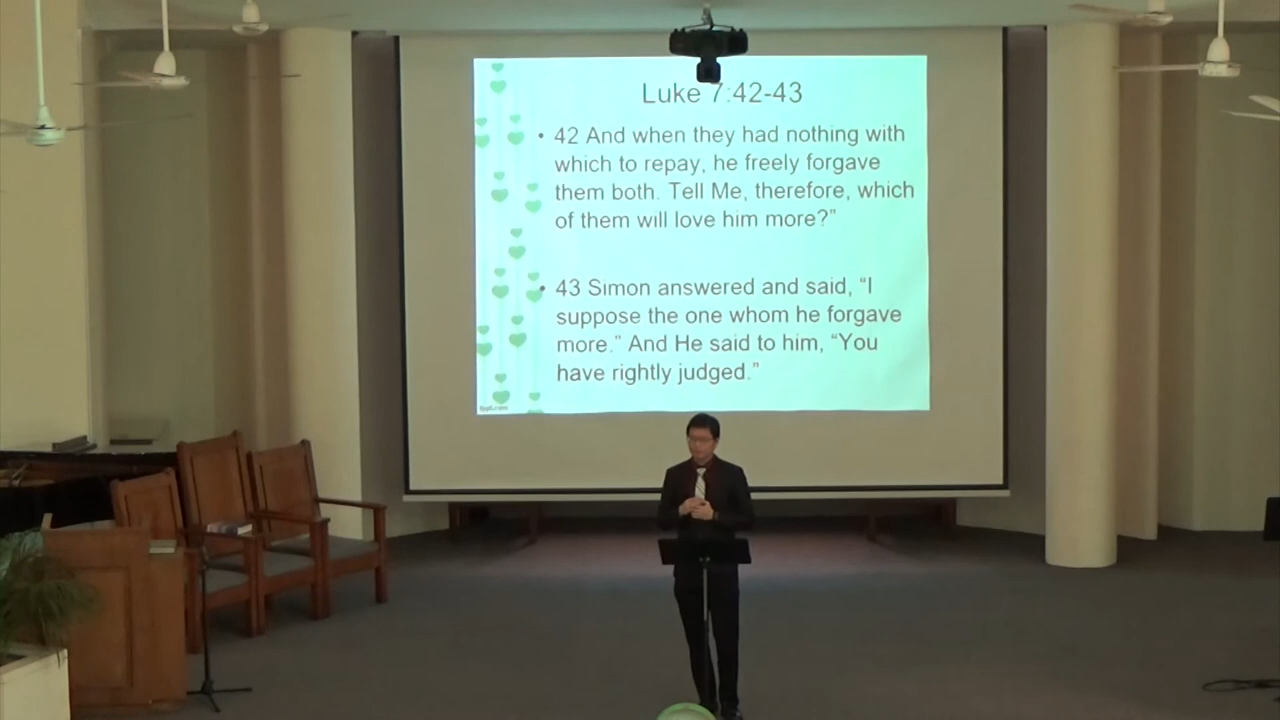 Luke 7:42-43
• 42 And when they had nothing with
which to repay, he freely forgave
them both. Tell Me, therefore, which
of them will love him more?”
• 43 Simon answered and said, “I
suppose the one whom he forgave
more.” And He said to him, “You
have rightly judged.”